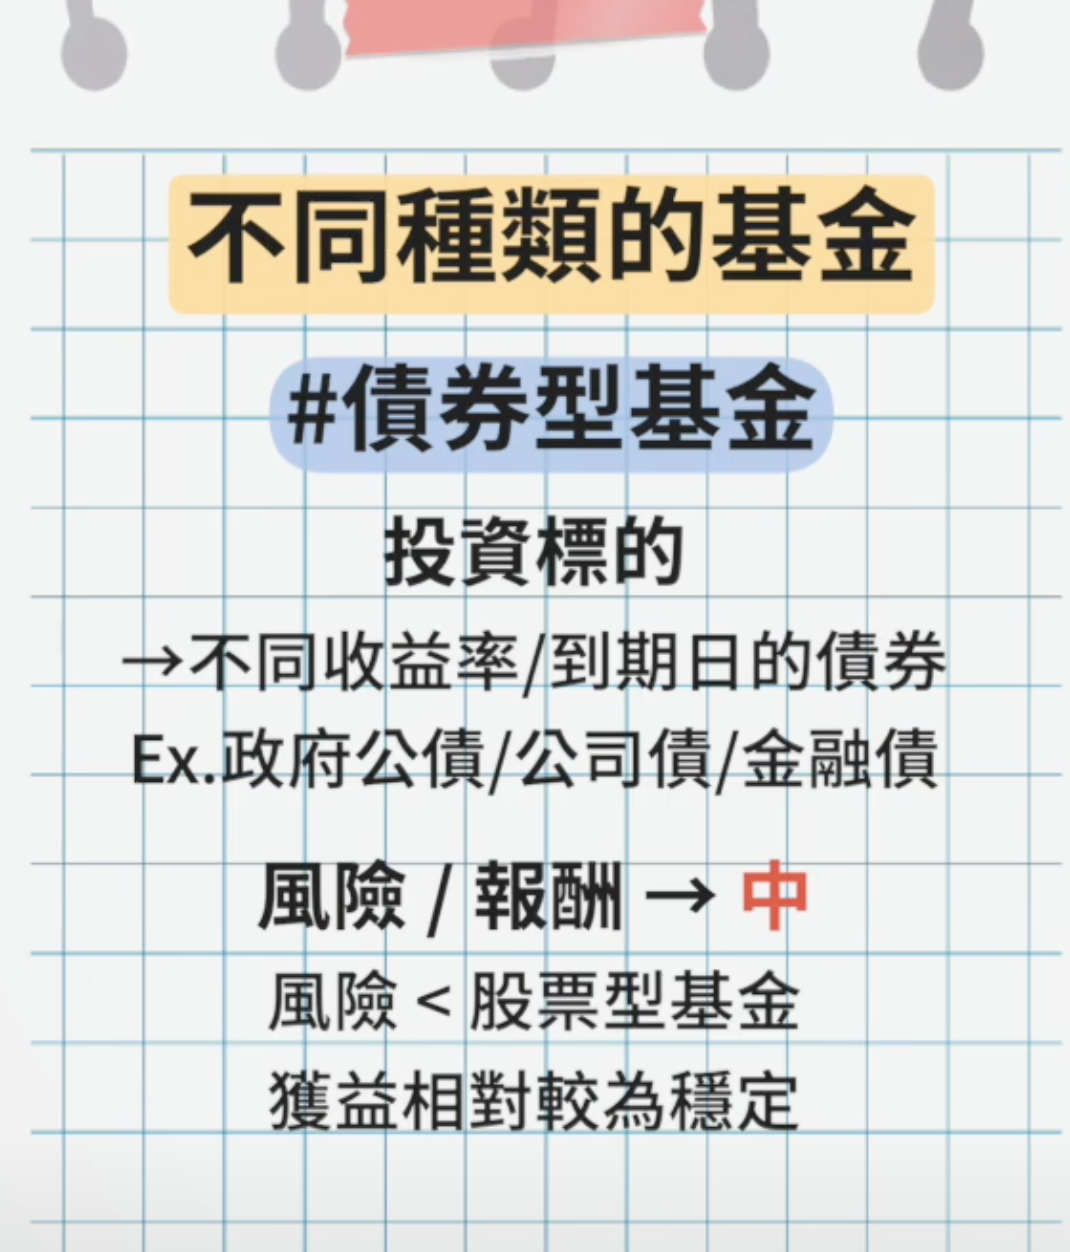 不同種類的基金
#債券型基金
投資標的
→不同收益率/到期日的債券
Ex.政府公債/公司債/金融債
風險 / 報酬 → 中
風險 < 股票型基金
獲益相對較為穩定